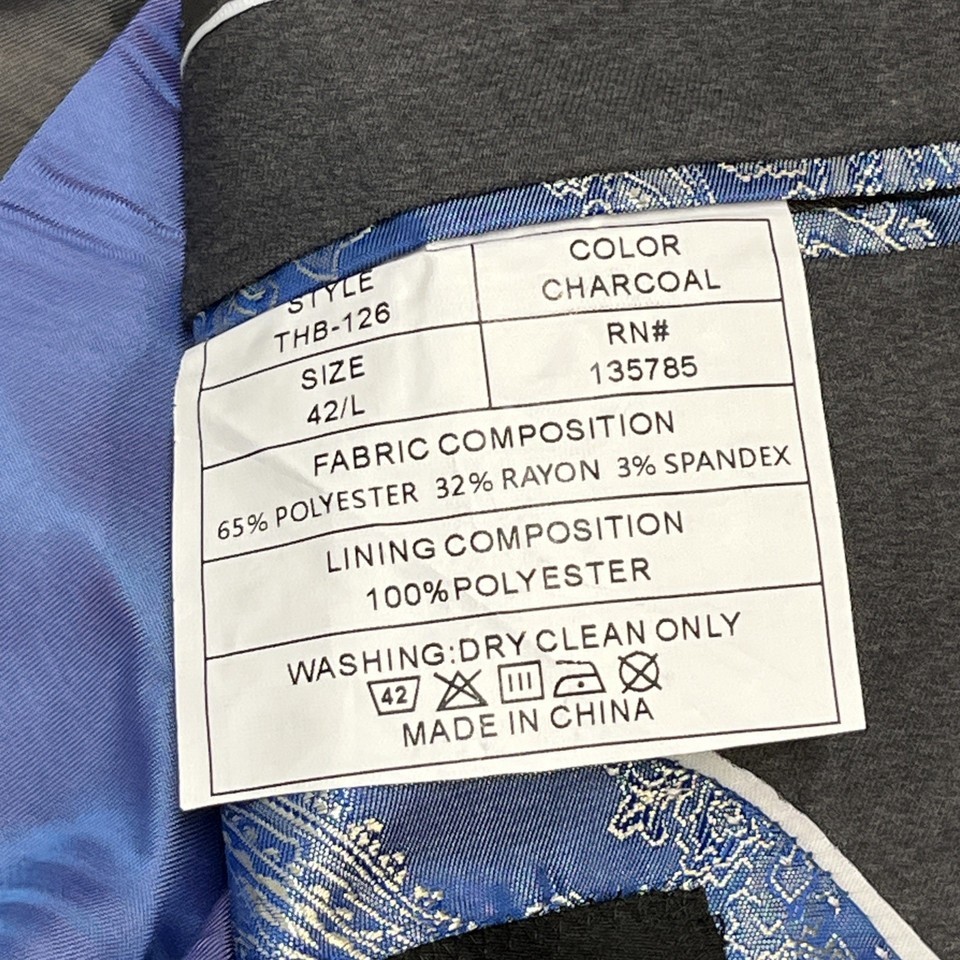 STYLE
THB-126
COLOR
CHARCOAL
SIZE
42/L
RN#
135785
FABRIC COMPOSITION
65% POLYESTER 32% RAYON 3% SPANDEX
LINING COMPOSITION
100%POLYESTER
WASHING:DRY CLEAN ONLY
42
MADE IN CHINA